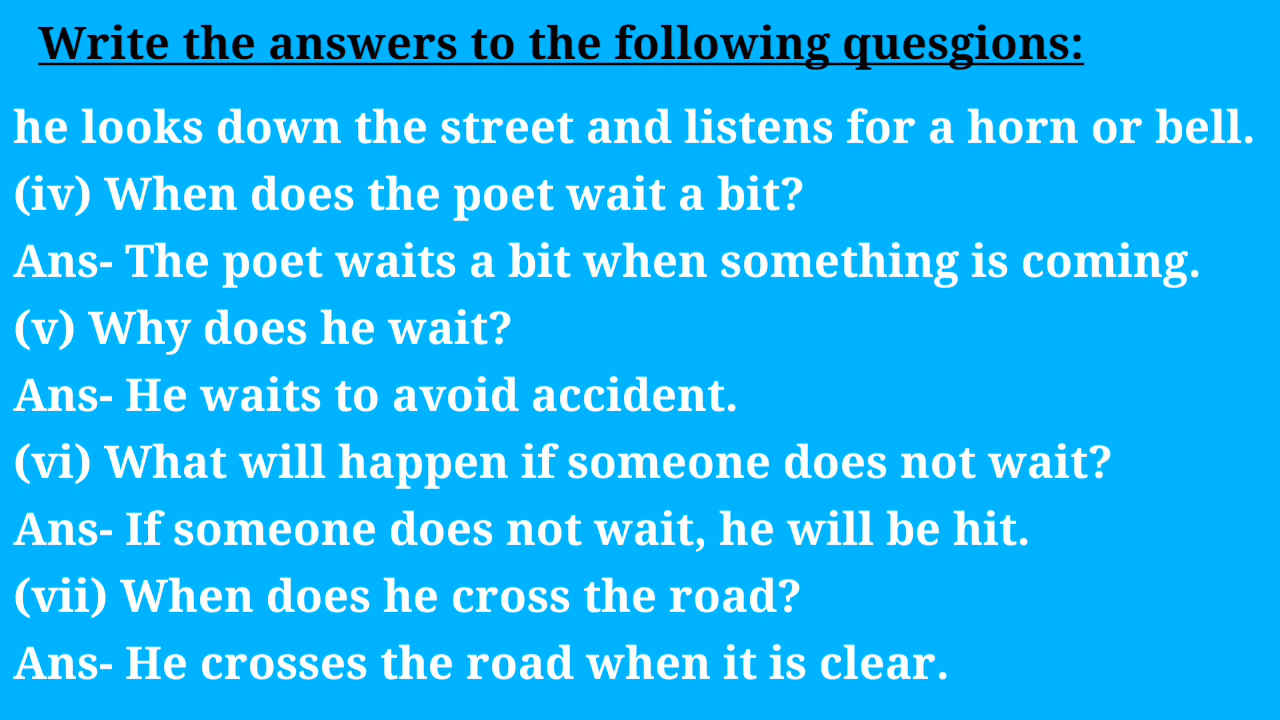 Write the answers to the following quesgions:
he looks down the street and listens for a horn or bell.
(iv) When does the poet wait a bit?
Ans- The poet waits a bit when something is coming.
(v) Why does he wait?
Ans- He waits to avoid accident.
(vi) What will happen if someone does not wait?
Ans- If someone does not wait, he will be hit.
(vii) When does he cross the road?
Ans- He crosses the road when it is clear.